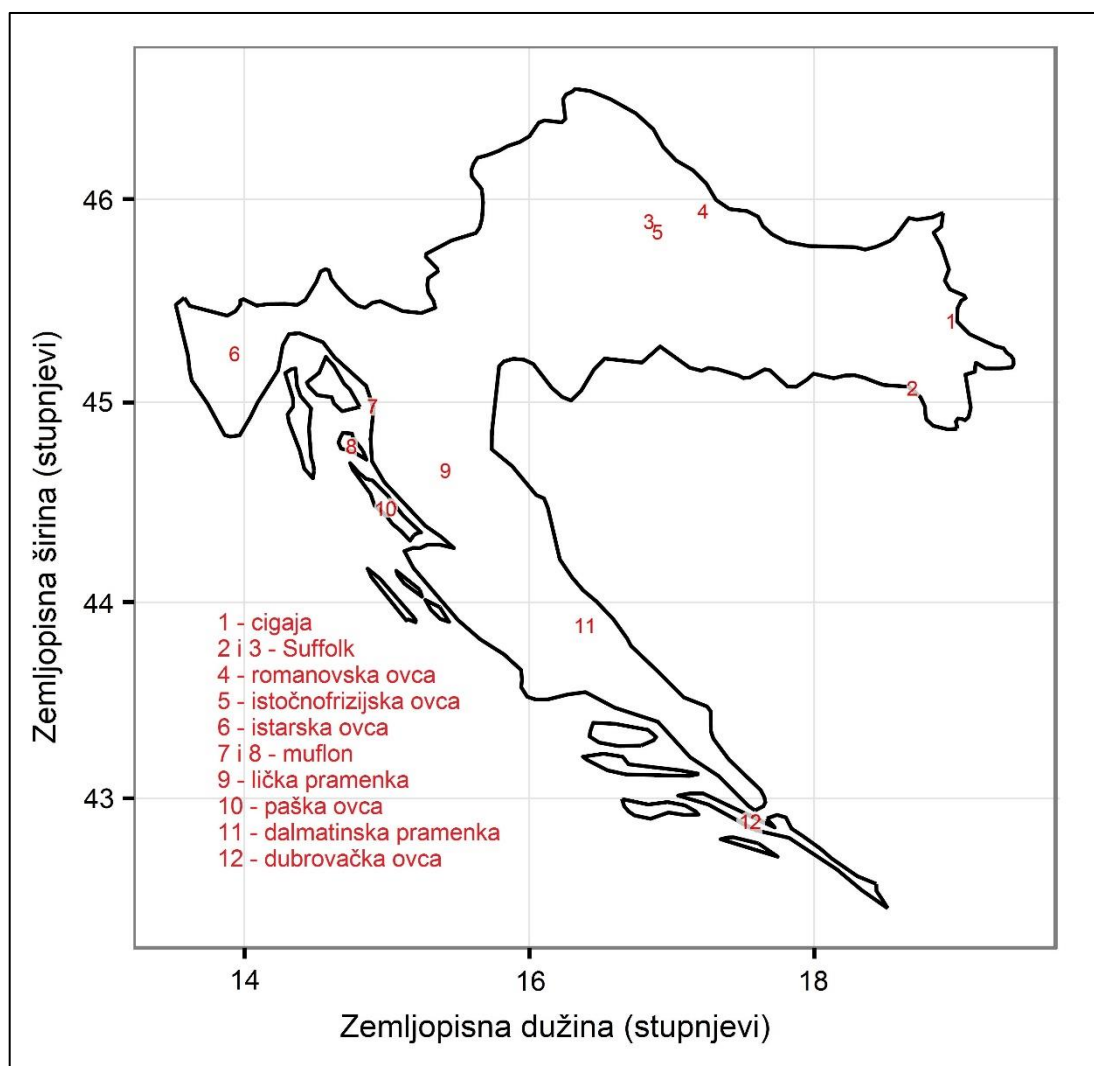 46
45
44
43
14
16
18
Zemljopisna širina (stupnjevi)
Zemljopisna dužina (stupnjevi)
3
4
5
1
6
2
7
8
9
10
11
12
1 - cigaja
2 i 3 - Suffolk
4 - romanovska ovca
5 - istočnofrizijska ovca
6 - istarska ovca
7 i 8 - muflon
9 - lička pramenka
10 - paška ovca
11 - dalmatinska pramenka
12 - dubrovačka ovca